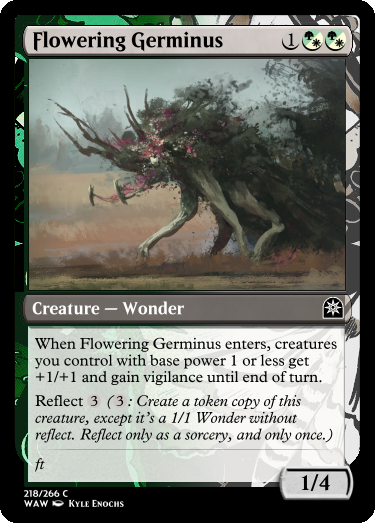 Flowering Germinus 1
Creature — Wonder
When Flowering Germinus enters, creatures
you control with base power 1 or less get
+1/+1 and gain vigilance until end of turn.
Reflect 3 (3: Create a token copy of this
creature, except it's a 1/1 Wonder without
reflect. Reflect only as a sorcery, and only once.)
ft
1/4
218/266 C
WAW Kyle Enochs